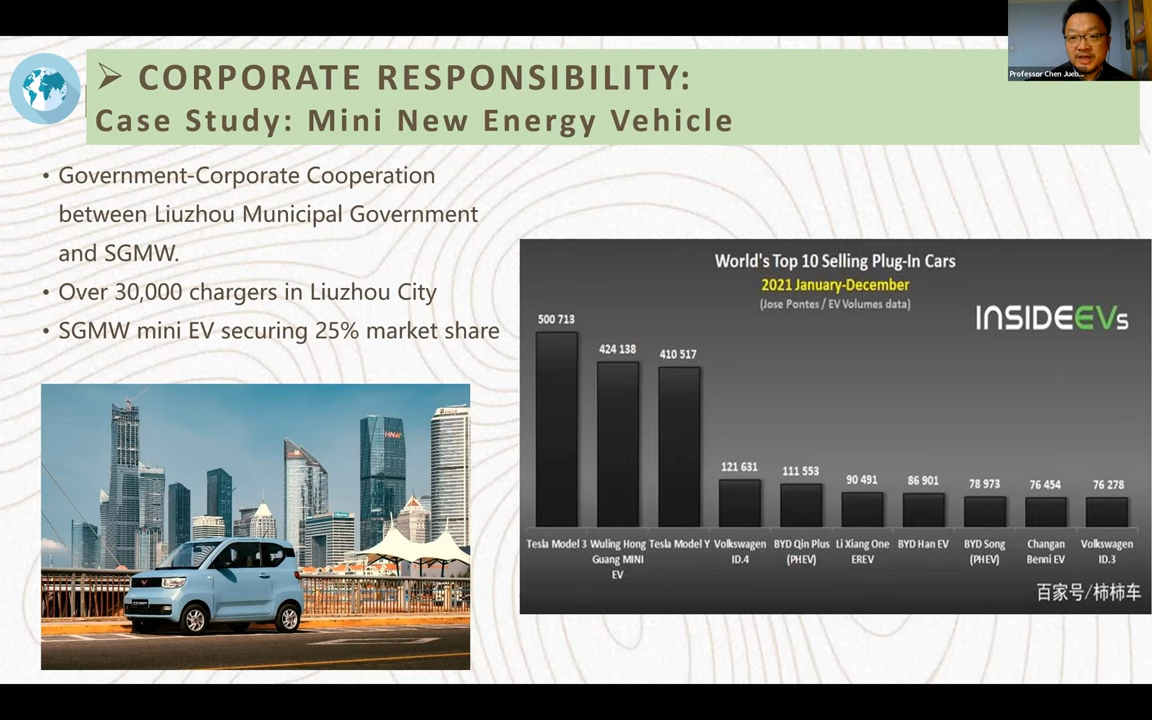 Professor Chen Jueb...
CORPORATE RESPONSIBILITY:
Case Study: Mini New Energy Vehicle
• Government-Corporate Cooperation
between Liuzhou Municipal Government
and SGMW.
• Over 30,000 chargers in Liuzhou City
• SGMW mini EV securing 25% market share
HNA
World's Top 10 Selling Plug-In Cars
2021 January-December
(Jose Pontes / EV Volumes data)
INSIDEEVs
500 713
424 138
410 517
121 631
111 553
90 491
86 901
78 973
76 454
76 278
Tesla Model 3
Wuling Hong
Guang MINI
EV
Tesla Model Y
Volkswagen
ID.4
BYD Qin Plus
(PHEV)
Li Xiang One
EREV
BYD Han EV
BYD Song
(PHEV)
Changan
Benni EV
Volkswagen
ID.3
百家号/柿柿车